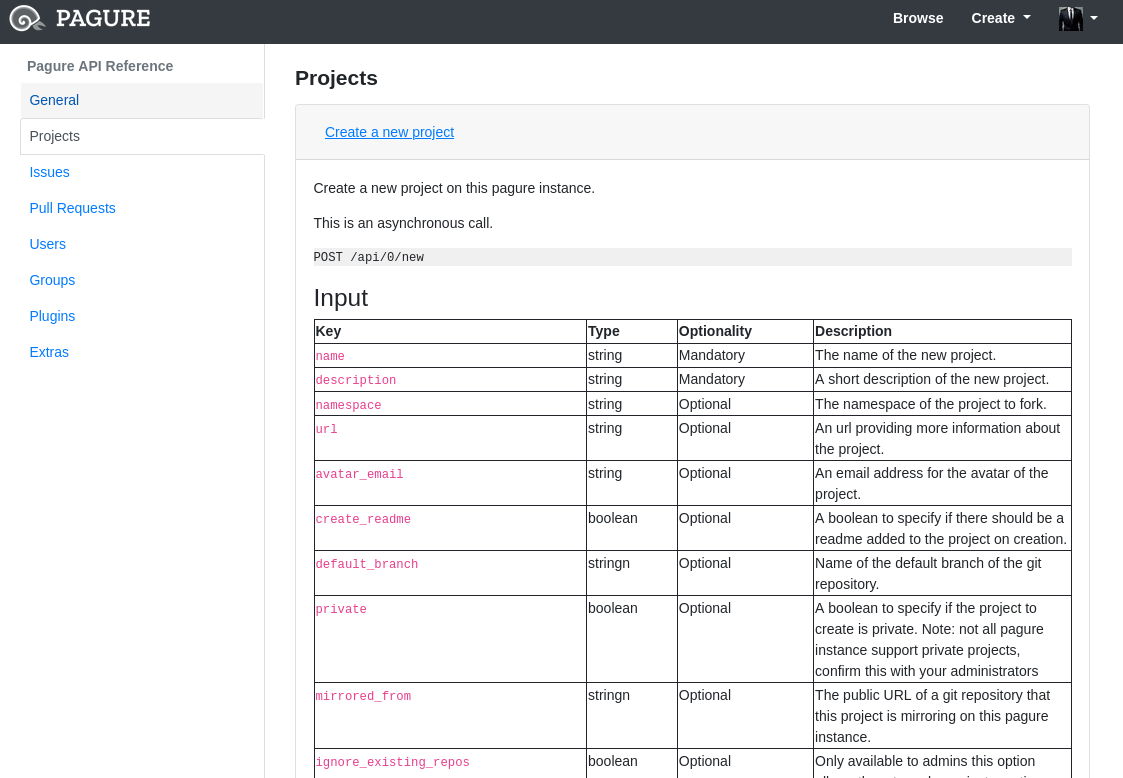 PAGURE
Browse Create
Pagure API Reference
General
Projects
Issues
Pull Requests
Users
Groups
Plugins
Extras
Projects
Create a new project
Create a new project on this pagure instance.
This is an asynchronous call.
POST /api/0/new
Input
Key Type Optionality Description
name string Mandatory The name of the new project.
description string Mandatory A short description of the new project.
namespace string Optional The namespace of the project to fork.
url string Optional An url providing more information about
the project.
avatar_email string Optional An email address for the avatar of the
project.
create_readme boolean Optional A boolean to specify if there should be a
readme added to the project on creation.
default_branch stringn Optional Name of the default branch of the git
repository.
private boolean Optional A boolean to specify if the project to
create is private. Note: not all pagure
instance support private projects,
confirm this with your administrators
mirrored_from stringn Optional The public URL of a git repository that
this project is mirroring on this pagure
instance.
ignore_existing_repos boolean Optional Only available to admins this option